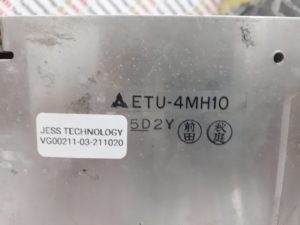 ETU-4MH10
5D2Y 前田
JESS TECHNOLOGY
VG00211-03-211020